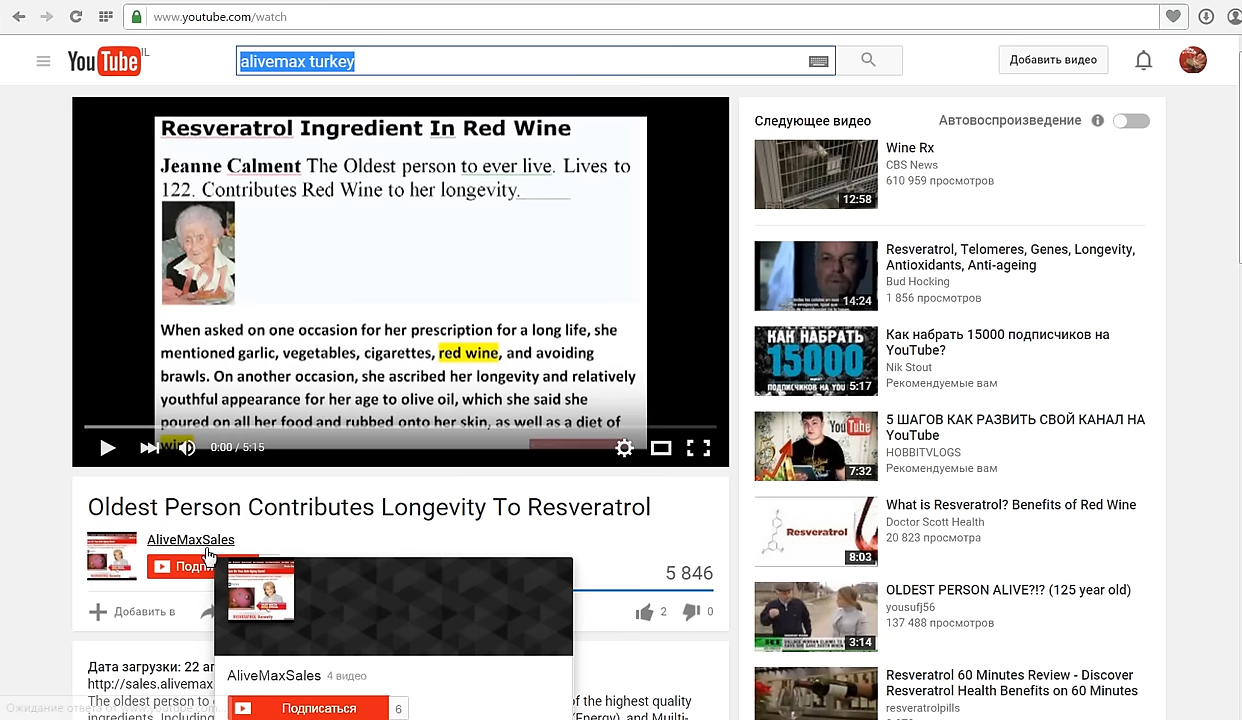 www.youtube.com/watch
YouTube IL
alivemax turkey
Добавить видео
Resveratrol Ingredient In Red Wine
Jeanne Calment The Oldest person to ever live. Lives to
122. Contributes Red Wine to her longevity.
When asked on one occasion for her prescription for a long life, she
mentioned garlic, vegetables, cigarettes, red wine, and avoiding
brawls. On another occasion, she ascribed her longevity and relatively
youthful appearance for her age to olive oil, which she said she
poured on all her food and rubbed onto her skin, as well as a diet of
0:00 / 5:15
Oldest Person Contributes Longevity To Resveratrol
AliveMaxSales
5 846
Добавить в
2
0
AliveMaxSales 4 видео
Подписаться 6
Дата загрузки: 22
http://sales.alivemax
The oldest person to
of the highest quality
ingredients. Including
Ожидание ответа от www.youtube.com...
Следующее видео
Автовоспроизведение
Wine Rx
CBS News
610 959 просмотров
12:58
Resveratrol, Telomeres, Genes, Longevity,
Antioxidants, Anti-ageing
Bud Hocking
1 856 просмотров
14:24
КАК НАБРАТЬ
15000
ПОДПИСЧИКОВ НА YOU
5:17
Как набрать 15000 подписчиков на
YouTube?
Nik Stout
Рекомендуемые вам
YouTube
7:32
5 ШАГОВ КАК РАЗВИТЬ СВОЙ КАНАЛ НА
YouTube
HOBBITVLOGS
Рекомендуемые вам
Resveratrol
8:03
What is Resveratrol? Benefits of Red Wine
Doctor Scott Health
20 823 просмотра
3:14
OLDEST PERSON ALIVE?!? (125 year old)
yousufj56
137 488 просмотров
Resveratrol 60 Minutes Review - Discover
Resveratrol Health Benefits on 60 Minutes
resveratrolpills